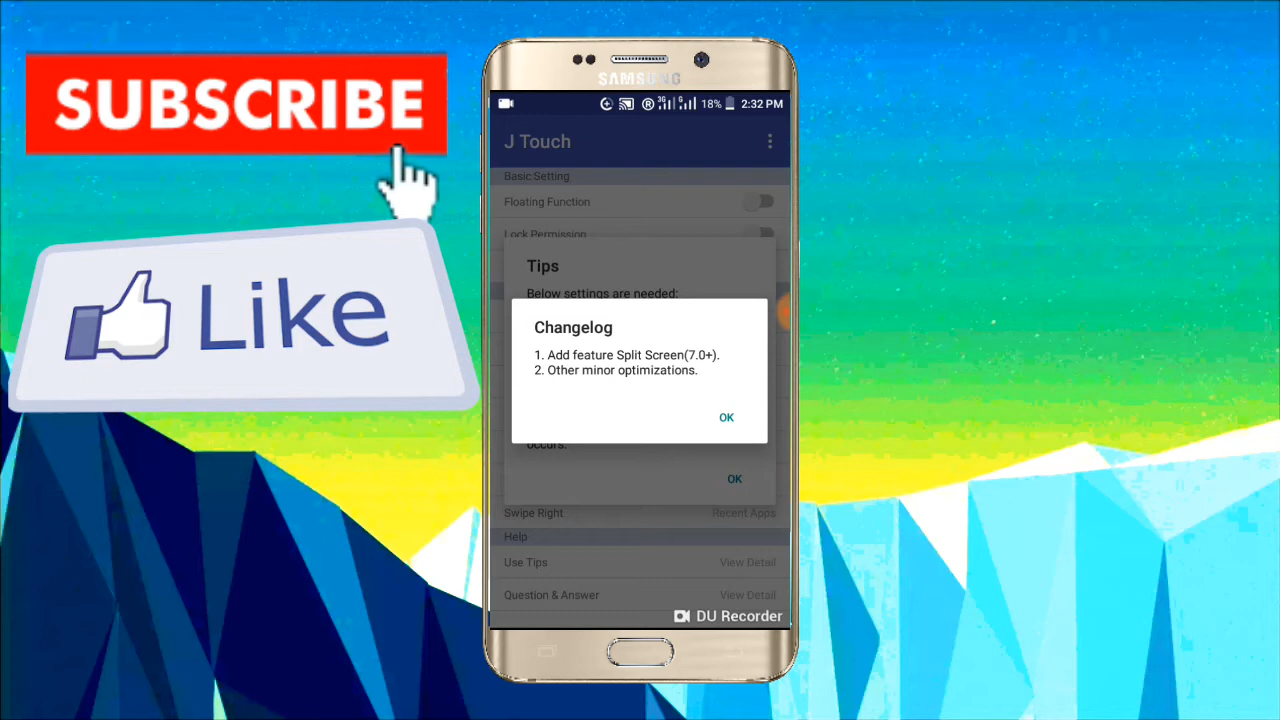 SUBSCRIBE
Like
SAMSUNG
18% 2:32 PM
J Touch
Basic Setting
Floating Function
Lock Permission
Tips
Below settings are needed:
Changelog
1. Add feature Split Screen(7.0+).
2. Other minor optimizations.
OK
occurs.
OK
Swipe Right Recent Apps
Help
Use Tips View Detail
Question & Answer View Detail
DU Recorder